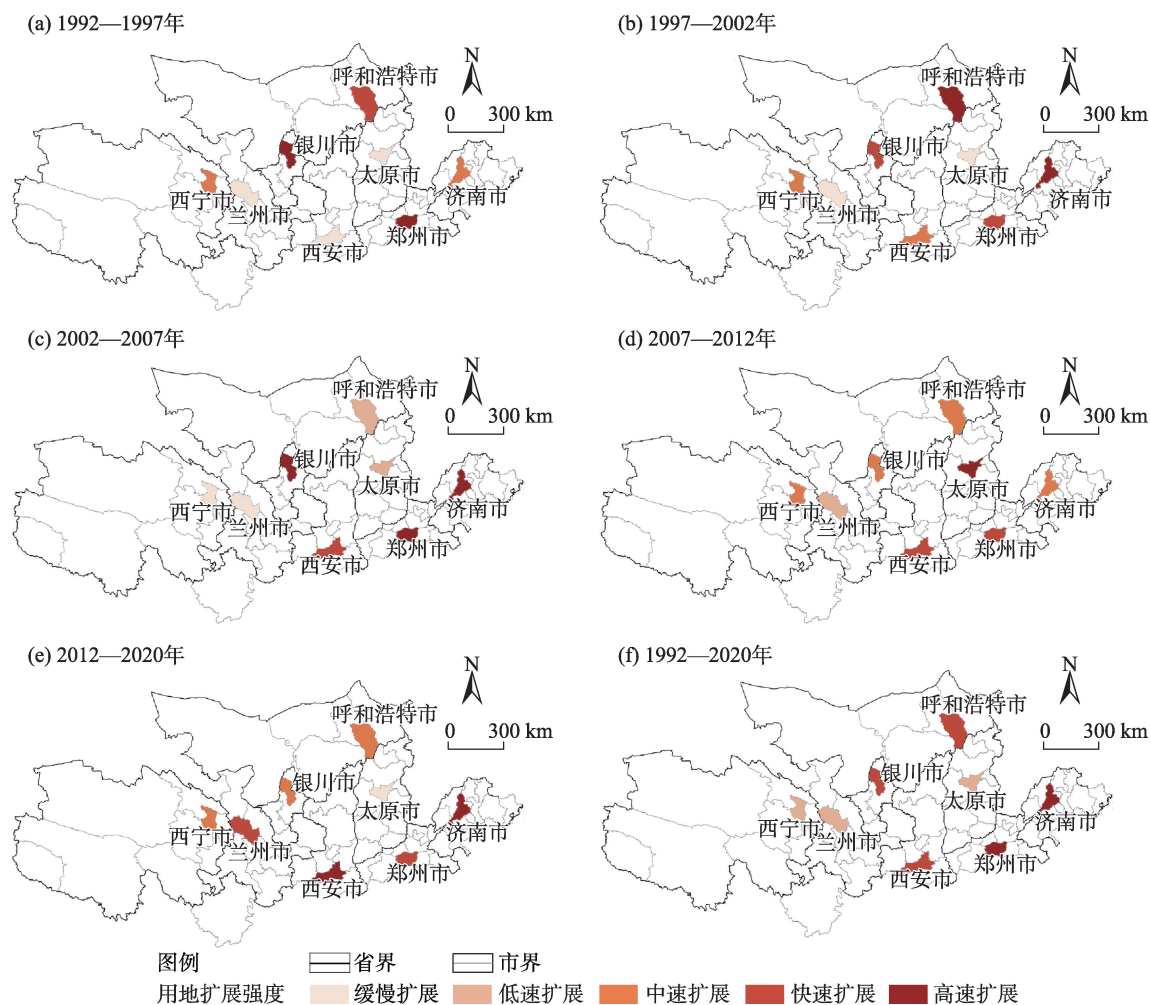 (a) 1992—1997年
N
0 300 km
呼和浩特市
银川市
太原市
西宁市
兰州市
济南市
郑州市
西安市
(b) 1997—2002年
N
0 300 km
呼和浩特市
银川市
太原市
西宁市
兰州市
济南市
郑州市
西安市
(c) 2002—2007年
N
0 300 km
呼和浩特市
银川市
太原市
西宁市
兰州市
济南市
郑州市
西安市
(d) 2007—2012年
N
0 300 km
呼和浩特市
银川市
太原市
西宁市
兰州市
济南市
郑州市
西安市
(e) 2012—2020年
N
0 300 km
呼和浩特市
银川市
太原市
西宁市
兰州市
济南市
郑州市
西安市
(f) 1992—2020年
N
0 300 km
呼和浩特市
银川市
太原市
西宁市
兰州市
济南市
郑州市
西安市
图例 省界 市界
用地扩展强度 缓慢扩展 低速扩展 中速扩展 快速扩展 高速扩展